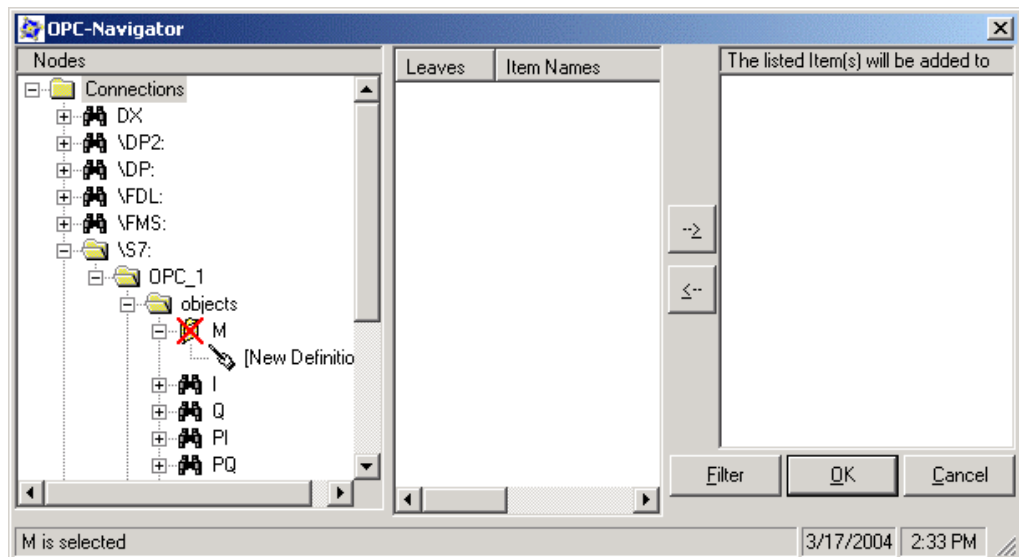 OPC-Navigator
Nodes
Connections
DX
\DP2:
\DP:
\FDL:
\FMS:
\S7:
OPC_1
objects
M
[New Definitio
I
Q
PI
PQ
Leaves Item Names
-->
<--
The listed Item(s) will be added to
Filter OK Cancel
M is selected 3/17/2004 2:33 PM